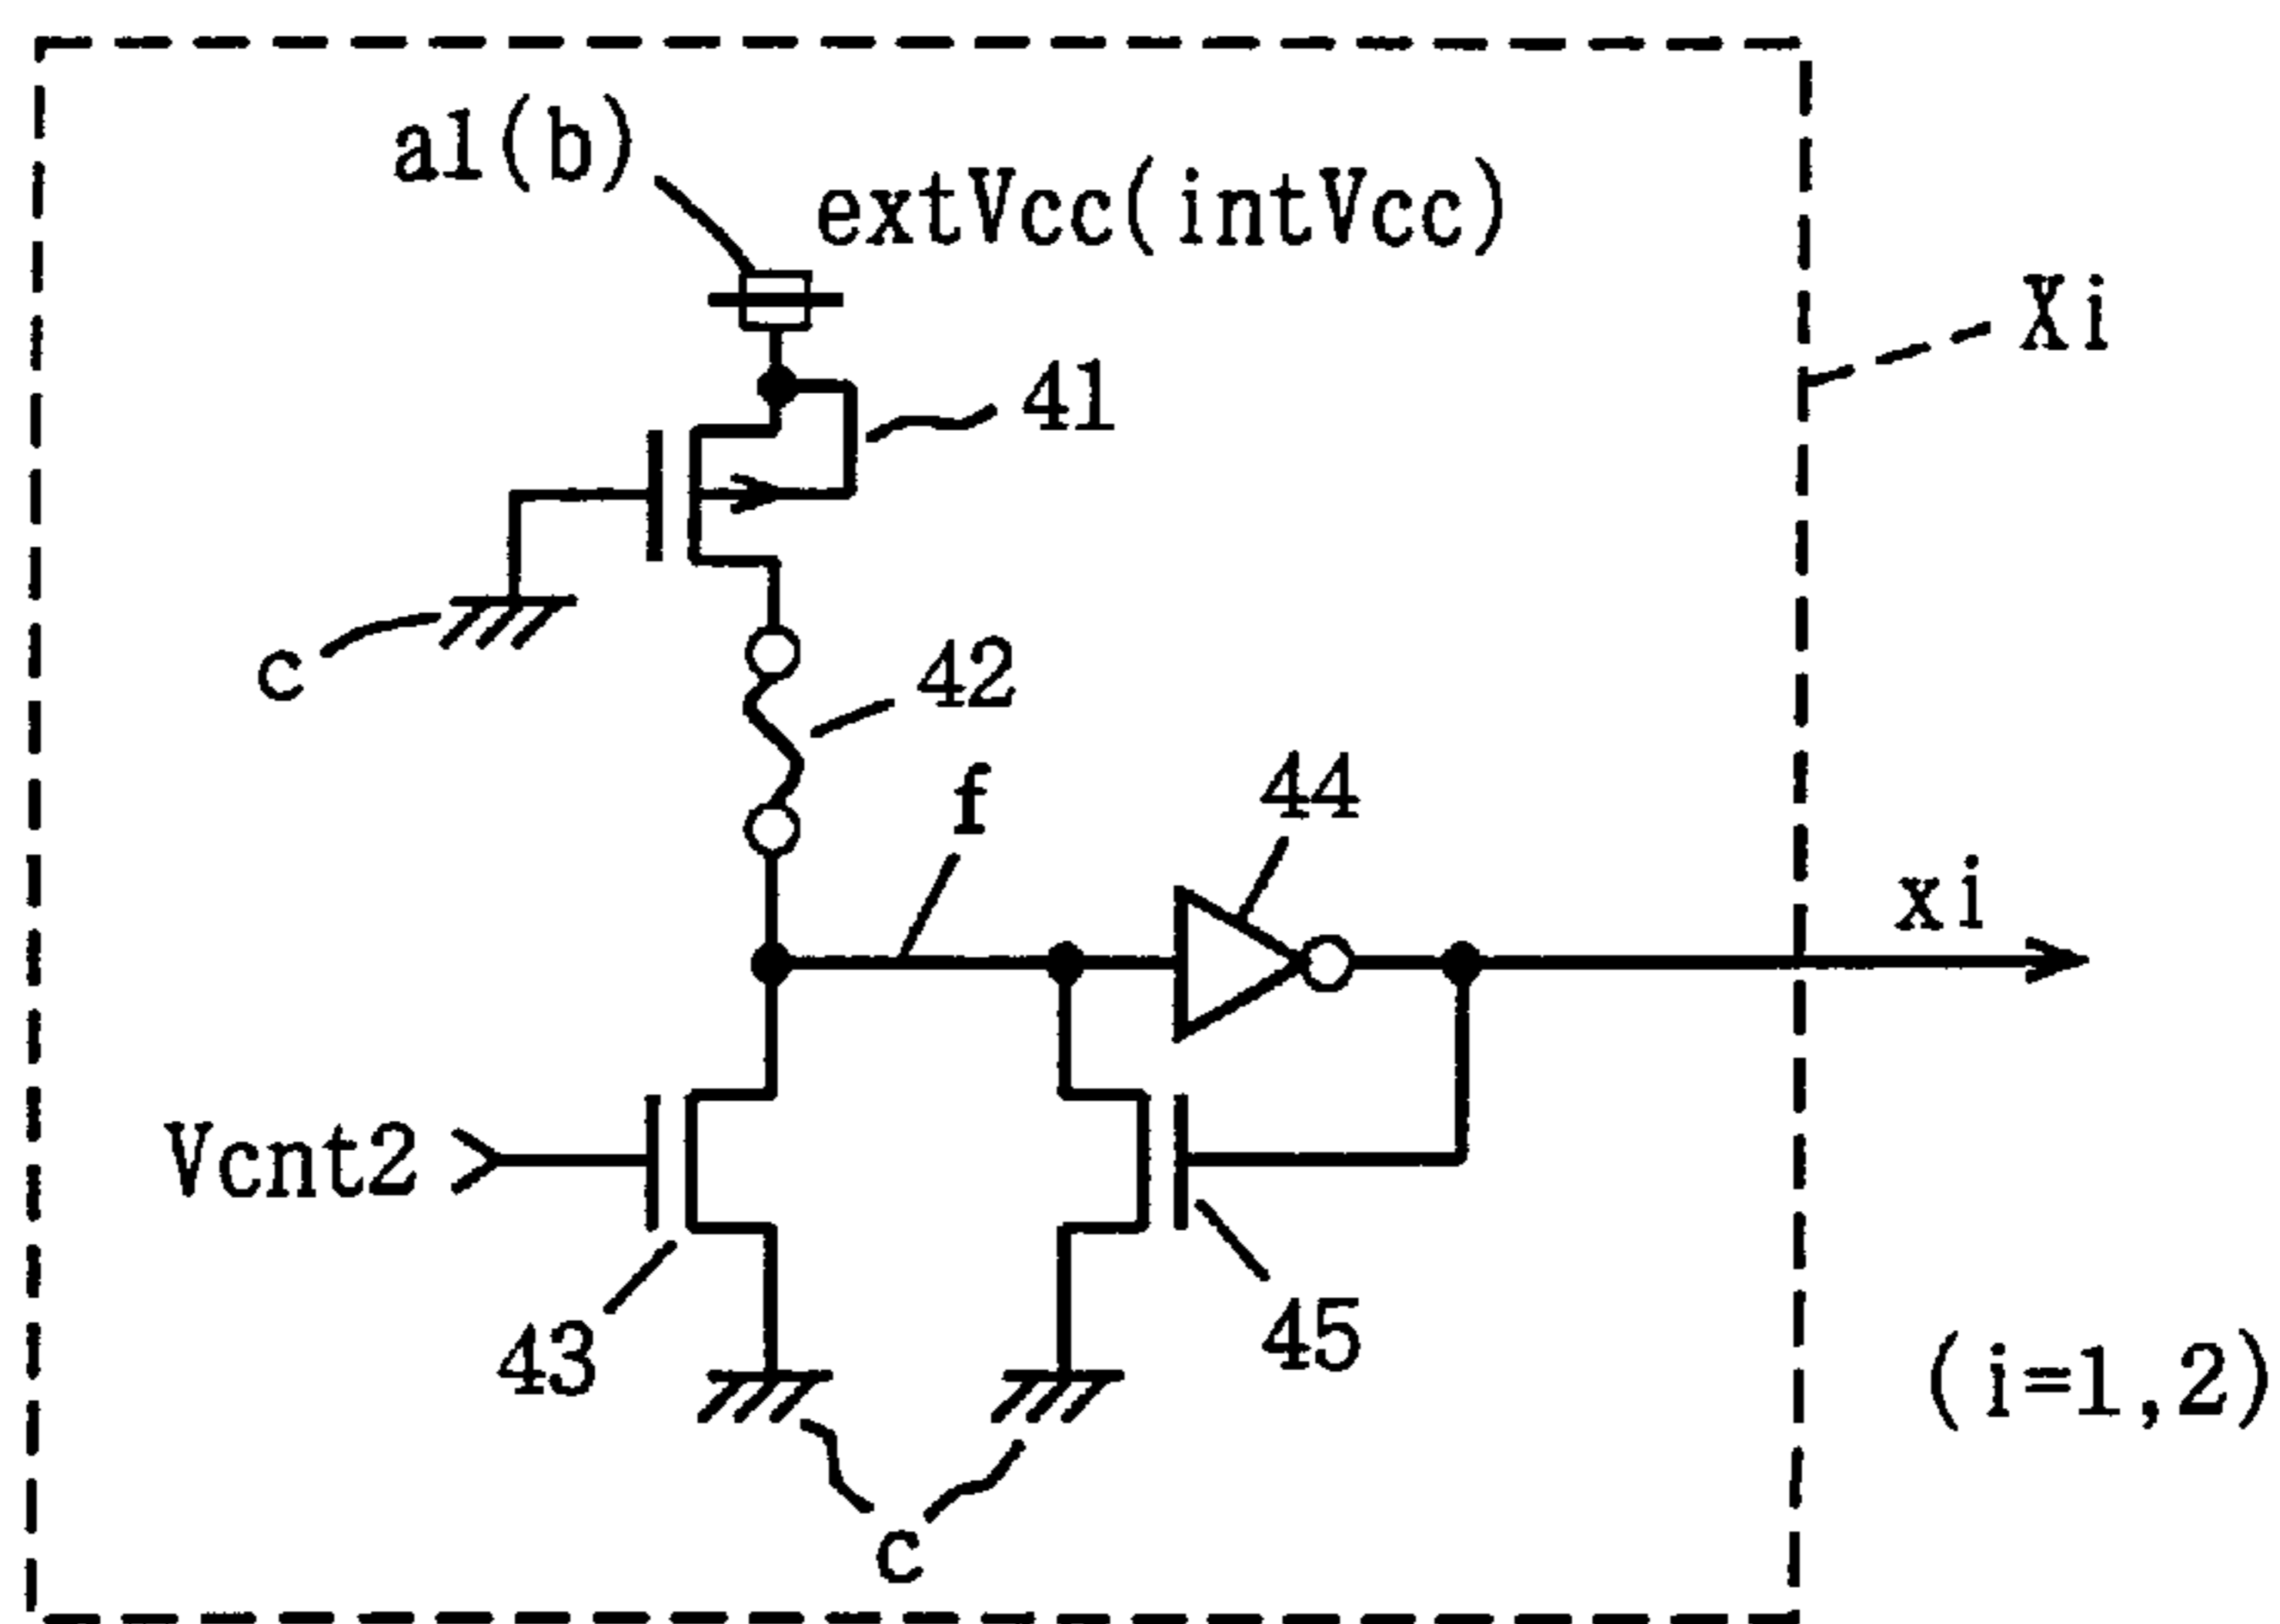 a1(b)
extVcc(intVcc)
Xi
41
c
42
f
44
xi
Vcnt2
43
45
(i=1,2)
c